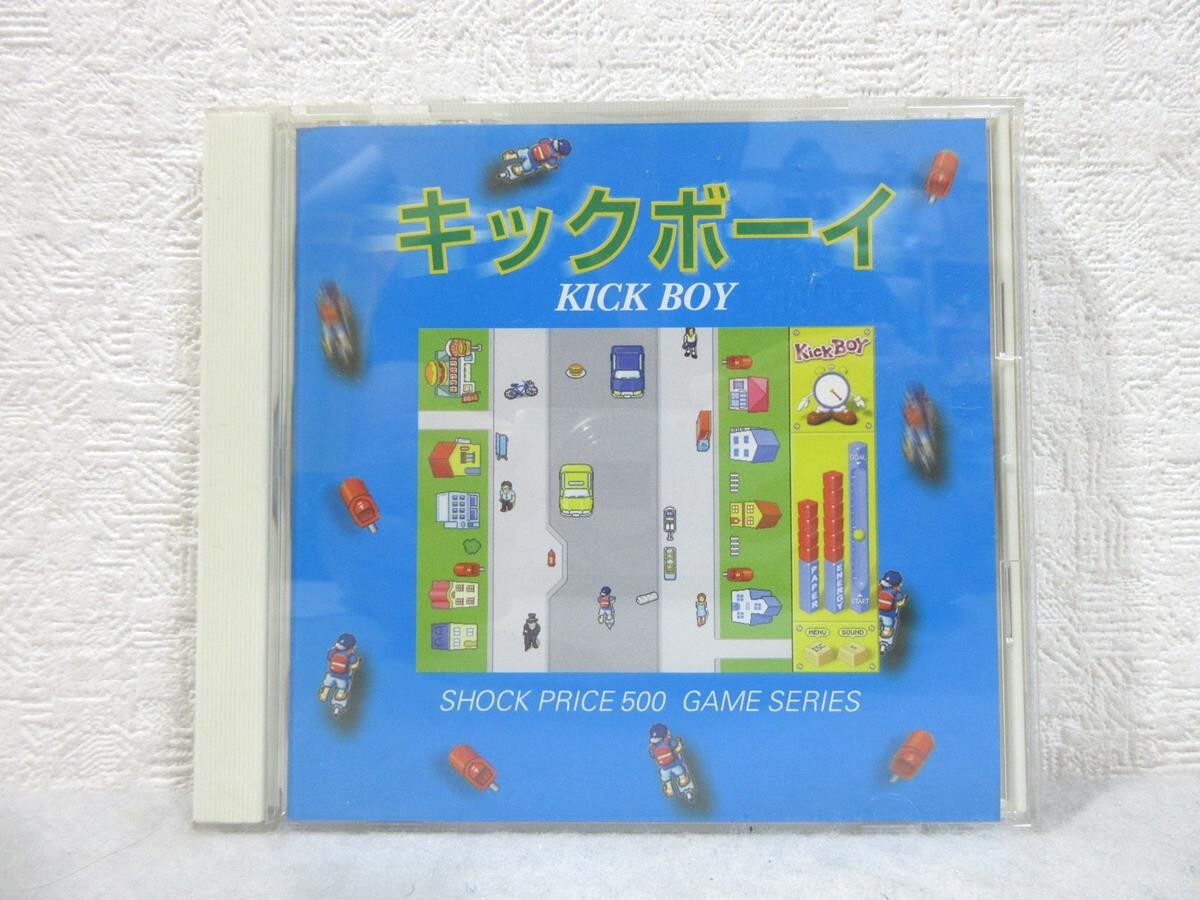 キックボーイ
KICK BOY
KickBOY
GOAL
PAPER
ENERGY
START
MENU SOUND
ESC S
SHOCK PRICE 500 GAME SERIES